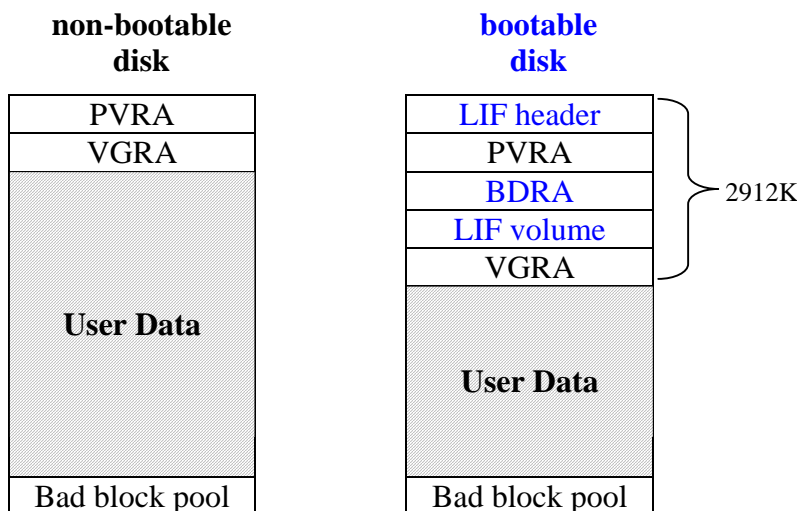 non-bootable
disk
PVRA
VGRA
User Data
Bad block pool
bootable
disk
LIF header
PVRA
BDRA
LIF volume
VGRA
2912K
User Data
Bad block pool